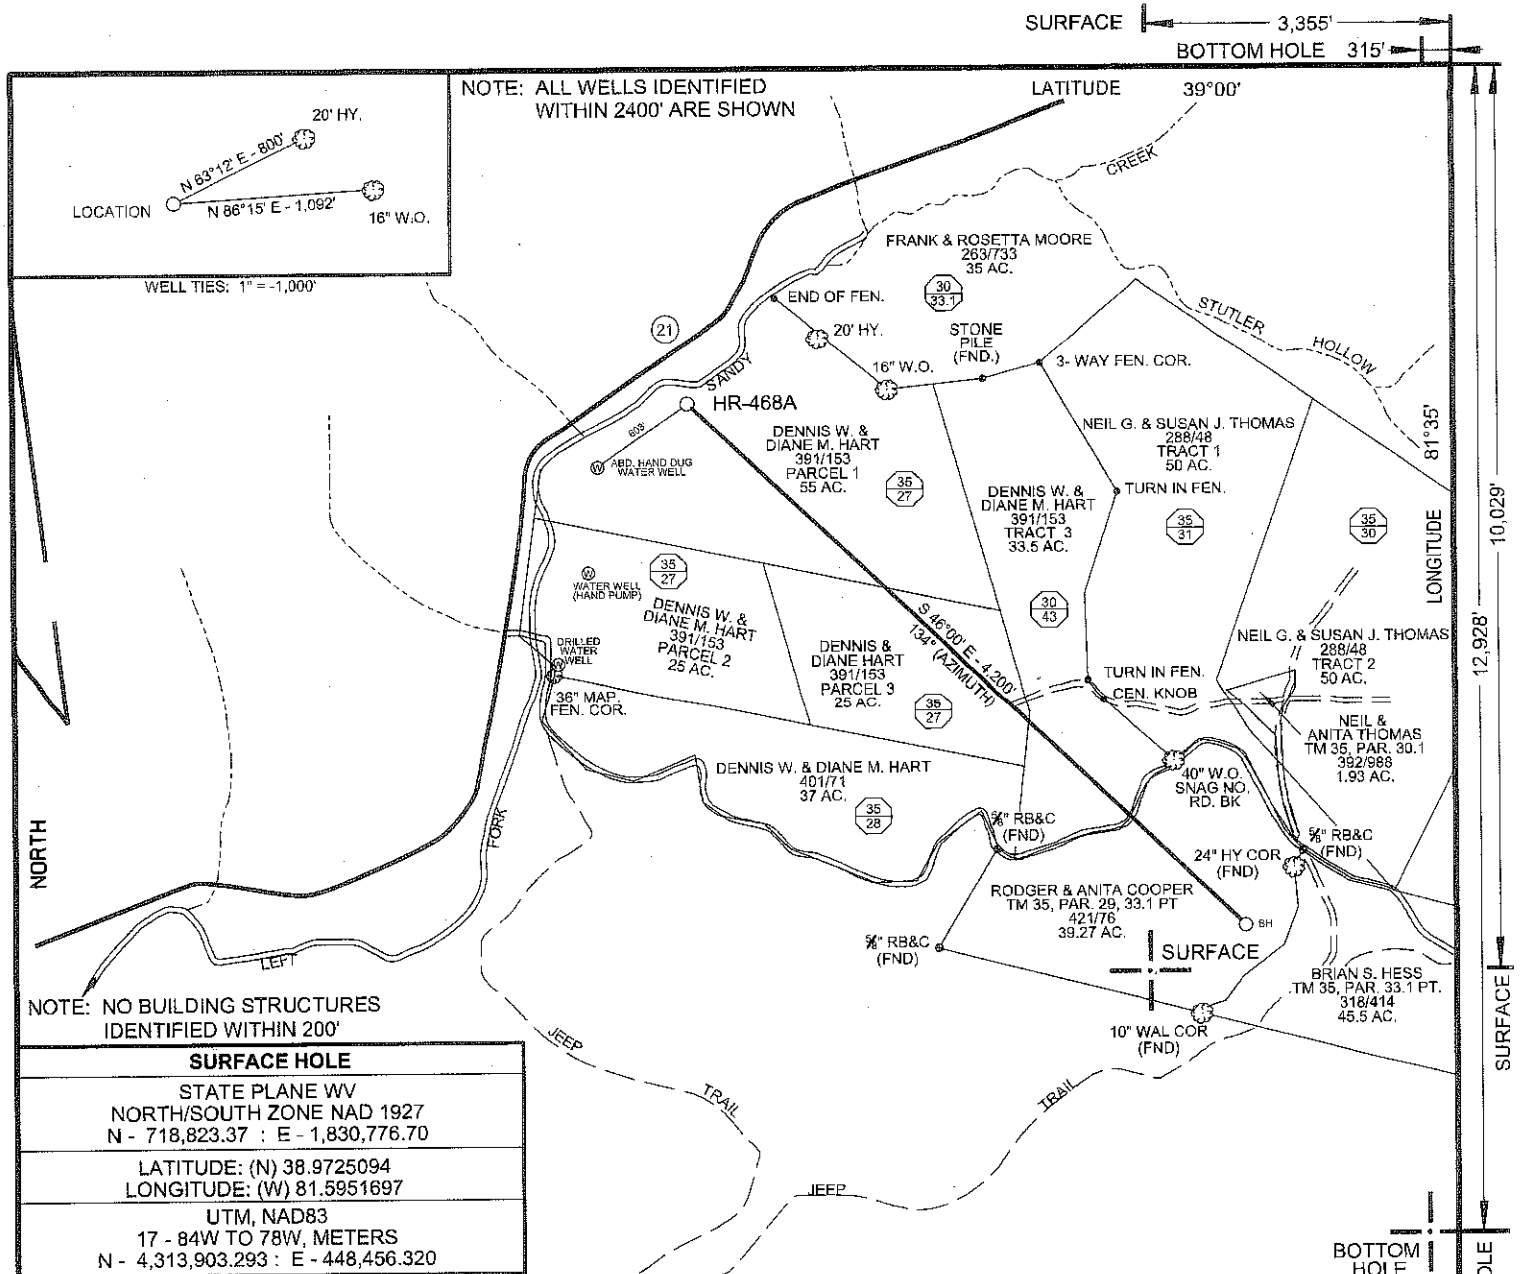 SURFACE 3,355'
BOTTOM HOLE 315'
NOTE: ALL WELLS IDENTIFIED
WITHIN 2400' ARE SHOWN
LATITUDE 39°00'
20' HY.
N 63°12' E - 800'
LOCATION
N 86°15' E - 1,092'
16" W.O.
WELL TIES: 1" = -1,000'
CREEK
FRANK & ROSETTA MOORE
263/733
35 AC.
30
33.1
END OF FEN.
21
20' HY.
STONE
PILE
(FND.)
STUTLER
HOLLOW
16" W.O.
3- WAY FEN. COR.
SANDY
HR-468A
603'
ABD. HAND DUG
WATER WELL
DENNIS W. &
DIANE M. HART
391/153
PARCEL 1
55 AC.
35
27
NEIL G. & SUSAN J. THOMAS
288/48
TRACT 1
50 AC.
TURN IN FEN.
DENNIS W. &
DIANE M. HART
391/153
TRACT 3
33.5 AC.
35
31
35
30
81°35'
LONGITUDE
10,029'
12,928'
WATER WELL
(HAND PUMP)
35
27
DENNIS W. &
DIANE M. HART
391/153
PARCEL 2
25 AC.
DRILLED
WATER
WELL
30
43
S 46°00' E - 4,200'
134° (AZIMUTH)
DENNIS &
DIANE HART
391/153
PARCEL 3
25 AC.
35
27
NEIL G. & SUSAN J. THOMAS
288/48
TRACT 2
50 AC.
TURN IN FEN.
CEN. KNOB
36" MAP.
FEN. COR.
NEIL &
ANITA THOMAS
TM 35, PAR. 30.1
392/988
1.93 AC.
DENNIS W. & DIANE M. HART
401/71
37 AC.
35
28
40" W.O.
SNAG NO.
RD. BK
⅝" RB&C
(FND)
⅝" RB&C
(FND)
24" HY COR
(FND)
NORTH
FORK
RODGER & ANITA COOPER
TM 35, PAR. 29, 33.1 PT
421/76
39.27 AC.
BH
⅝" RB&C
(FND)
SURFACE
LEFT
BRIAN S. HESS
TM 35, PAR. 33.1 PT.
318/414
45.5 AC.
SURFACE
10" WAL COR
(FND)
NOTE: NO BUILDING STRUCTURES
IDENTIFIED WITHIN 200'
JEEP
TRAIL
TRAIL
JEEP
SURFACE HOLE
STATE PLANE WV
NORTH/SOUTH ZONE NAD 1927
N - 718,823.37 : E - 1,830,776.70
LATITUDE: (N) 38.9725094
LONGITUDE: (W) 81.5951697
UTM, NAD83
17 - 84W TO 78W, METERS
N - 4,313,903.293 : E - 448,456.320
BOTTOM
HOLE